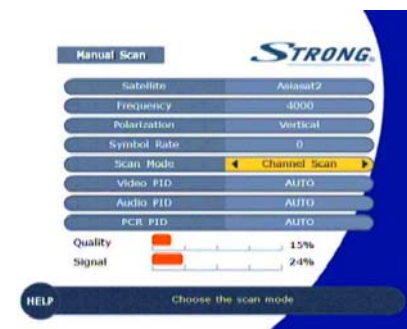 Manual Scan
STRONG.
Satellite Asiasat2
Frequency 4000
Polarization Vertical
Symbol Rate 0
Scan Mode Channel Scan
Video PID AUTO
Audio PID AUTO
PCR PID AUTO
Quality 15%
Signal 24%
HELP Choose the scan mode